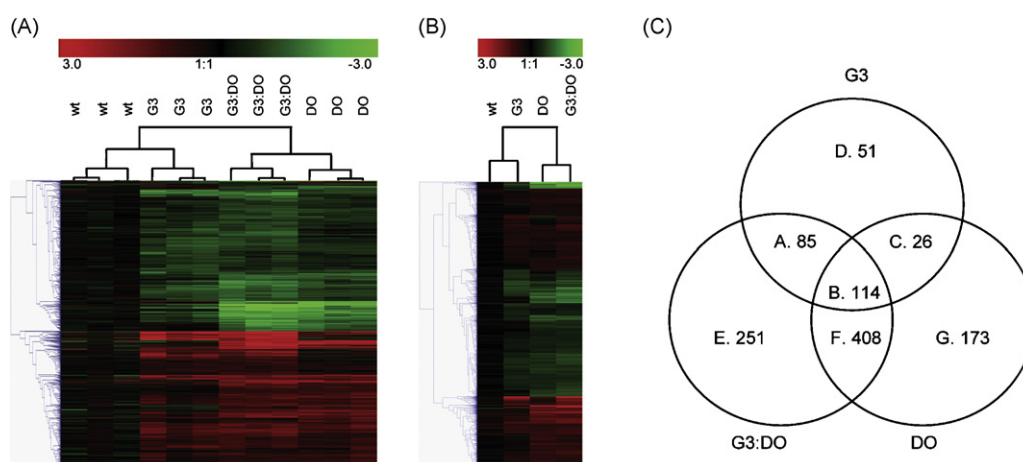 (A)
3.0 1:1 -3.0
wt wt wt G3 G3 G3 G3:DO G3:DO G3:DO DO DO DO
(B)
3.0 1:1 -3.0
wt G3 DO G3:DO
(C)
G3
D. 51
A. 85 C. 26
B. 114
E. 251 F. 408 G. 173
G3:DO DO